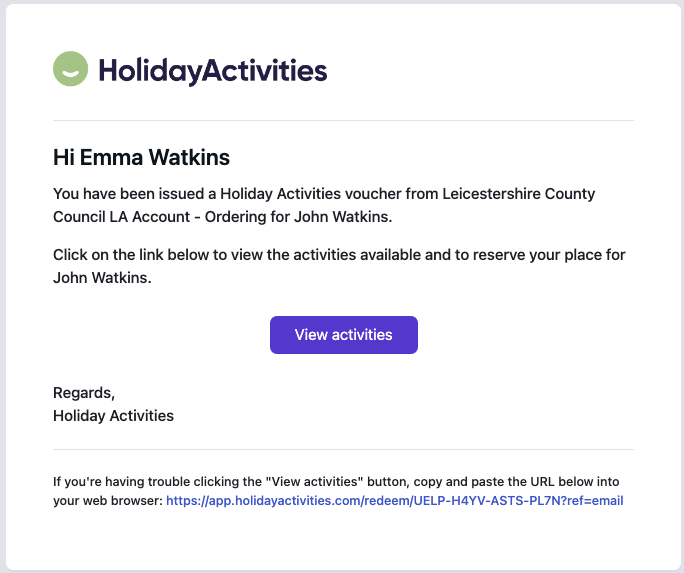 HolidayActivities
Hi Emma Watkins
You have been issued a Holiday Activities voucher from Leicestershire County
Council LA Account - Ordering for John Watkins.
Click on the link below to view the activities available and to reserve your place for
John Watkins.
View activities
Regards,
Holiday Activities
If you're having trouble clicking the "View activities" button, copy and paste the URL below into
your web browser: https://app.holidayactivities.com/redeem/UELP-H4YV-ASTS-PL7N?ref=email